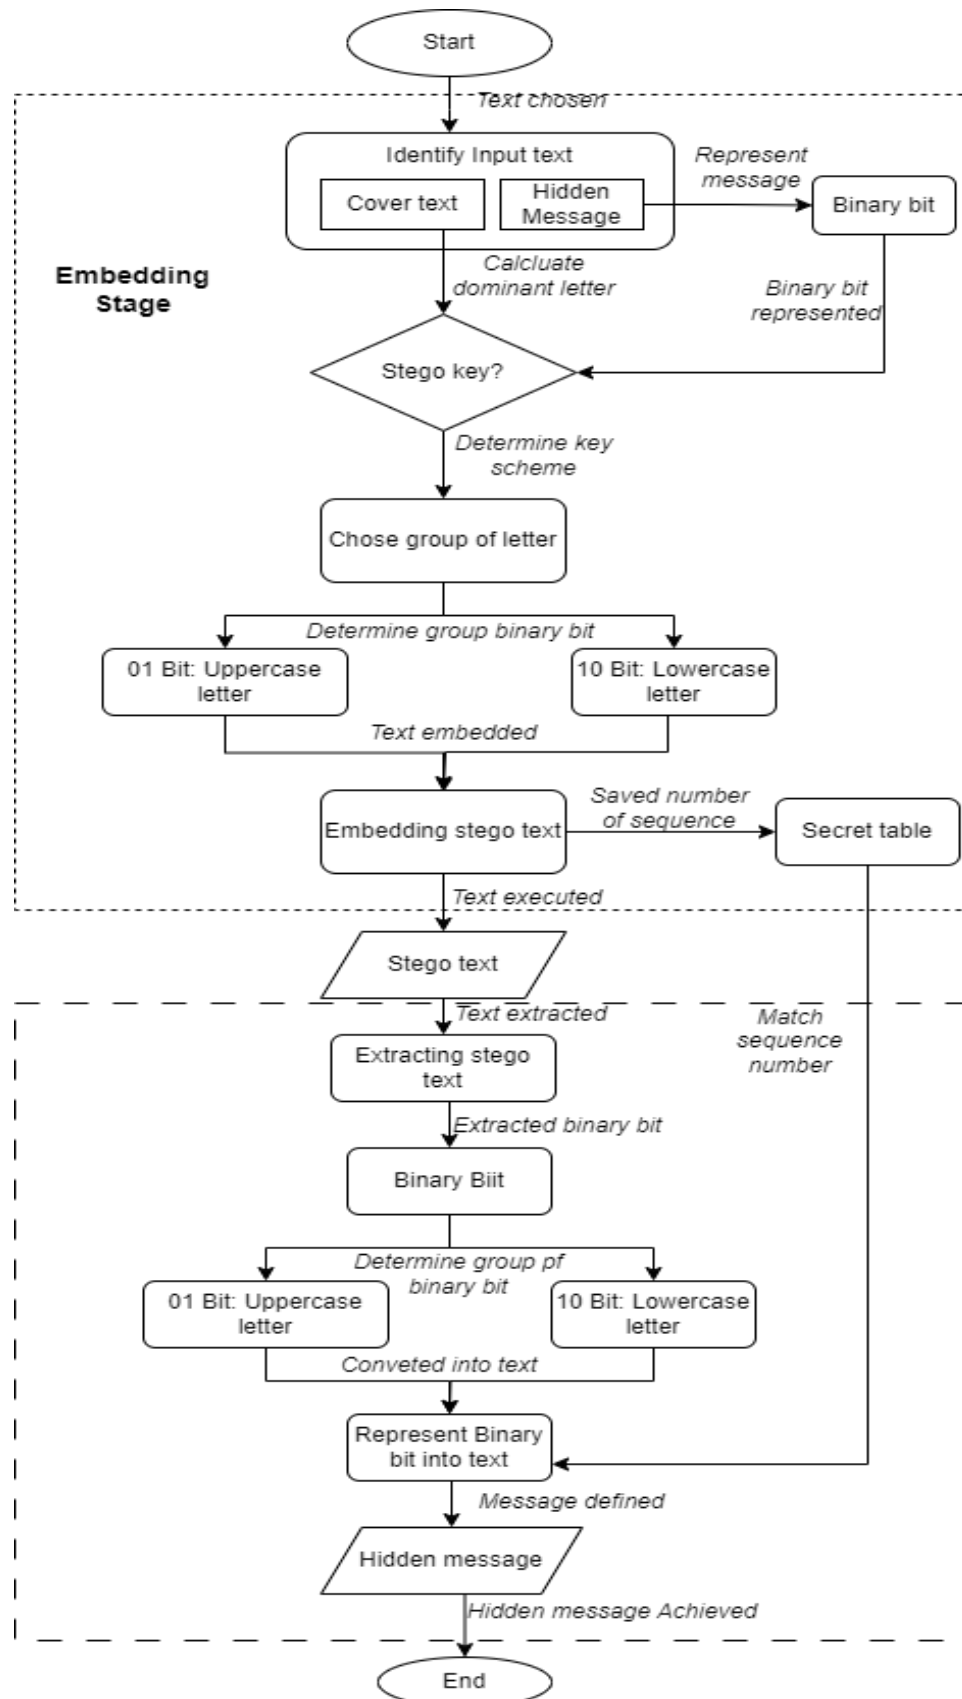 Start
Text chosen
Identify Input text
Cover text
Hidden
Message
Represent
message
Binary bit
Embedding
Stage
Calcluate
dominant letter
Binary bit
represented
Stego key?
Determine key
scheme
Chose group of letter
Determine group binary bit
01 Bit: Uppercase
letter
10 Bit: Lowercase
letter
Text embedded
Embedding stego text
Saved number
of sequence
Secret table
Text executed
Stego text
Text extracted
Match
sequence
number
Extracting stego
text
Extracted binary bit
Binary Biit
Determine group pf
binary bit
01 Bit: Uppercase
letter
10 Bit: Lowercase
letter
Conveted into text
Represent Binary
bit into text
Message defined
Hidden message
Hidden message Achieved
End